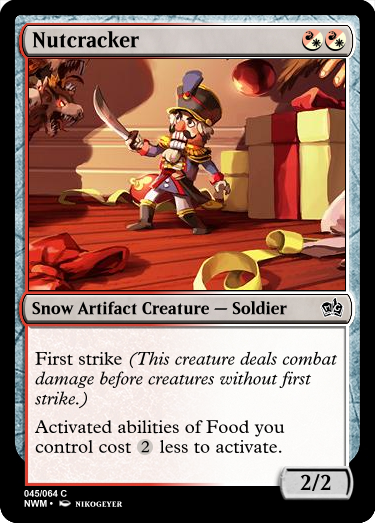 Nutcracker
Snow Artifact Creature — Soldier
First strike (This creature deals combat
damage before creatures without first
strike.)
Activated abilities of Food you
control cost 2 less to activate.
2/2
045/064 C
NWM • NIKOGEYER